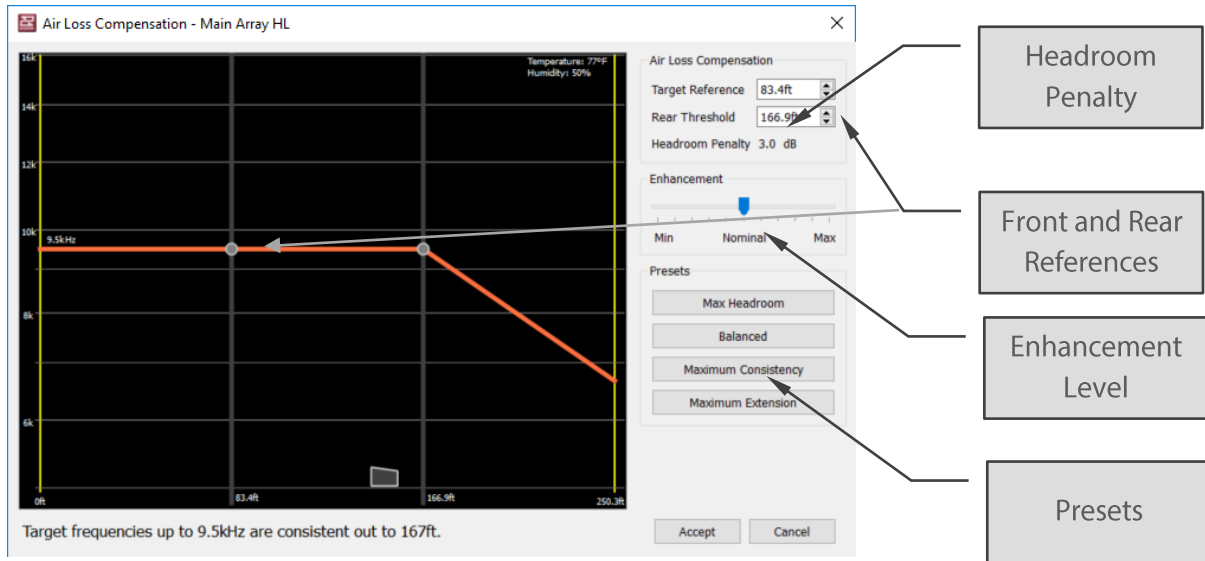 Air Loss Compensation - Main Array HL
16k
Temperature: 77ºF
Humidity: 50%
14k
12k
10k
9.5kHz
8k
6k
0ft
83.4ft
166.9ft
250.3ft
Target frequencies up to 9.5kHz are consistent out to 167ft.
Air Loss Compensation
Target Reference 83.4ft
Rear Threshold 166.9ft
Headroom Penalty 3.0 dB
Enhancement
Min Nominal Max
Presets
Max Headroom
Balanced
Maximum Consistency
Maximum Extension
Accept Cancel
Headroom
Penalty
Front and Rear
References
Enhancement
Level
Presets